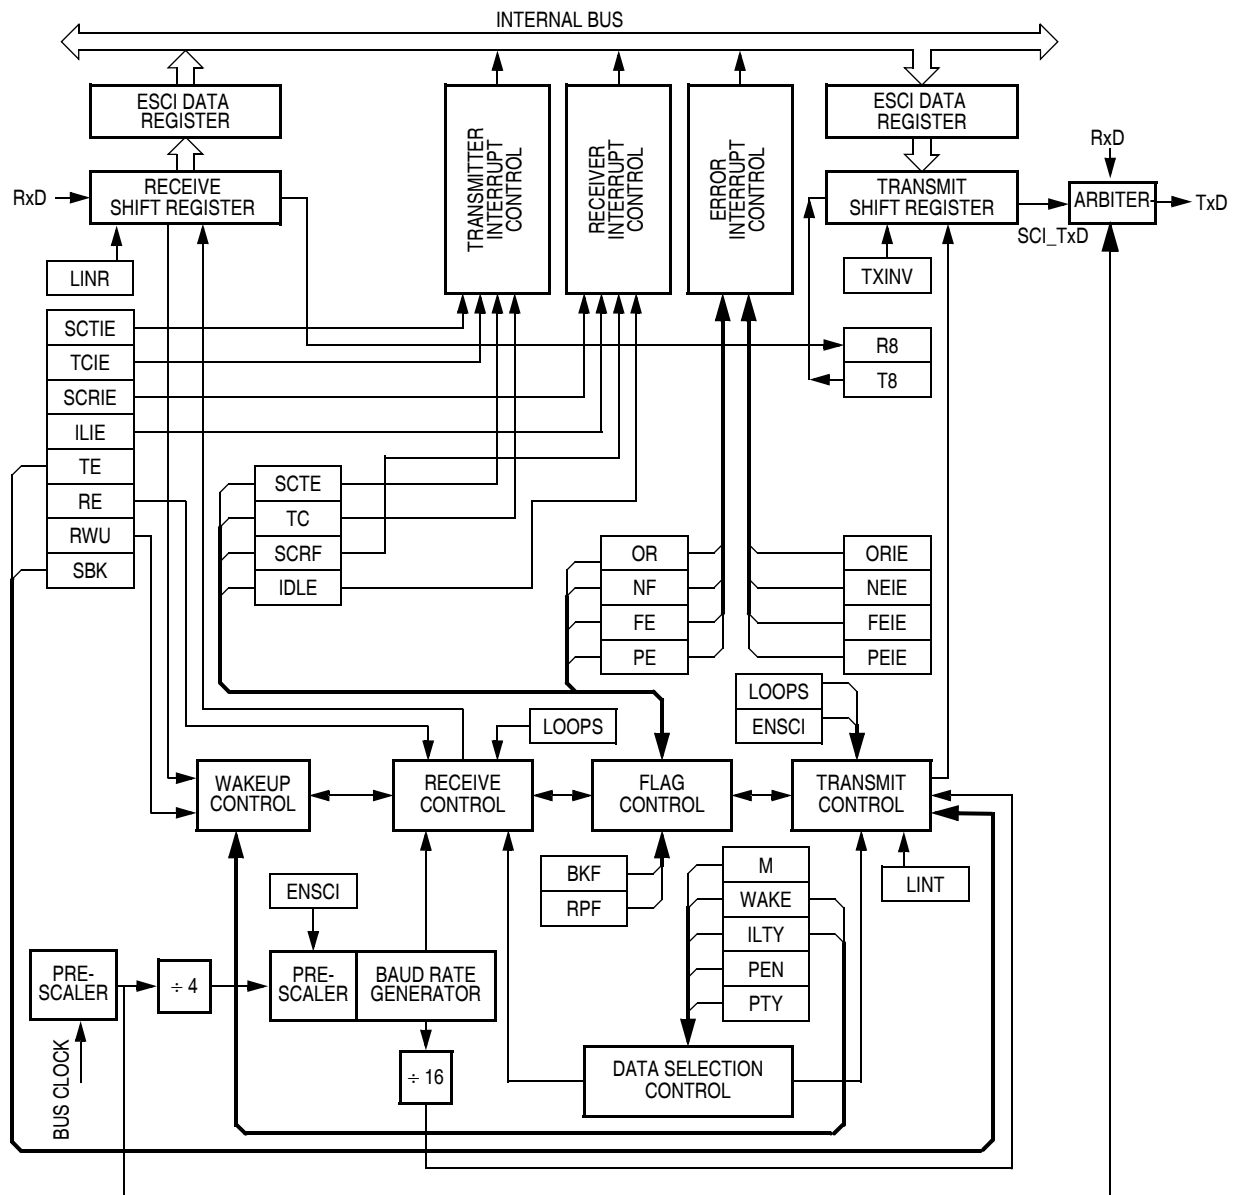 INTERNAL BUS
ESCI DATA
REGISTER
TRANSMITTER
INTERRUPT
CONTROL
RECEIVER
INTERRUPT
CONTROL
ERROR
INTERRUPT
CONTROL
ESCI DATA
REGISTER
RxD
RxD
RECEIVE
SHIFT REGISTER
TRANSMIT
SHIFT REGISTER
ARBITER
TxD
SCI_TxD
LINR
TXINV
SCTIE
TCIE
SCRIE
ILIE
TE
RE
RWU
SBK
R8
T8
SCTE
TC
SCRF
IDLE
OR
NF
FE
PE
ORIE
NEIE
FEIE
PEIE
LOOPS
LOOPS
ENSCI
WAKEUP
CONTROL
RECEIVE
CONTROL
FLAG
CONTROL
TRANSMIT
CONTROL
BKF
RPF
M
WAKE
ILTY
PEN
PTY
LINT
ENSCI
PRE-
SCALER
÷ 4
PRE-
SCALER
BAUD RATE
GENERATOR
BUS CLOCK
÷ 16
DATA SELECTION
CONTROL